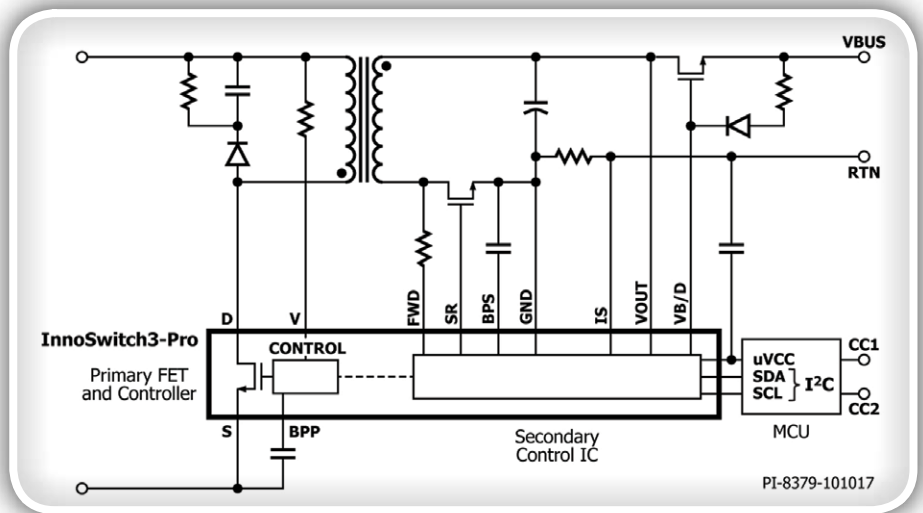 VBUS
RTN
D
V
FWD
SR
BPS
GND
IS
VOUT
VB/D
InnoSwitch3-Pro
Primary FET
and Controller
CONTROL
uVCC
SDA
SCL
I²C
CC1
CC2
MCU
S
BPP
Secondary
Control IC
PI-8379-101017